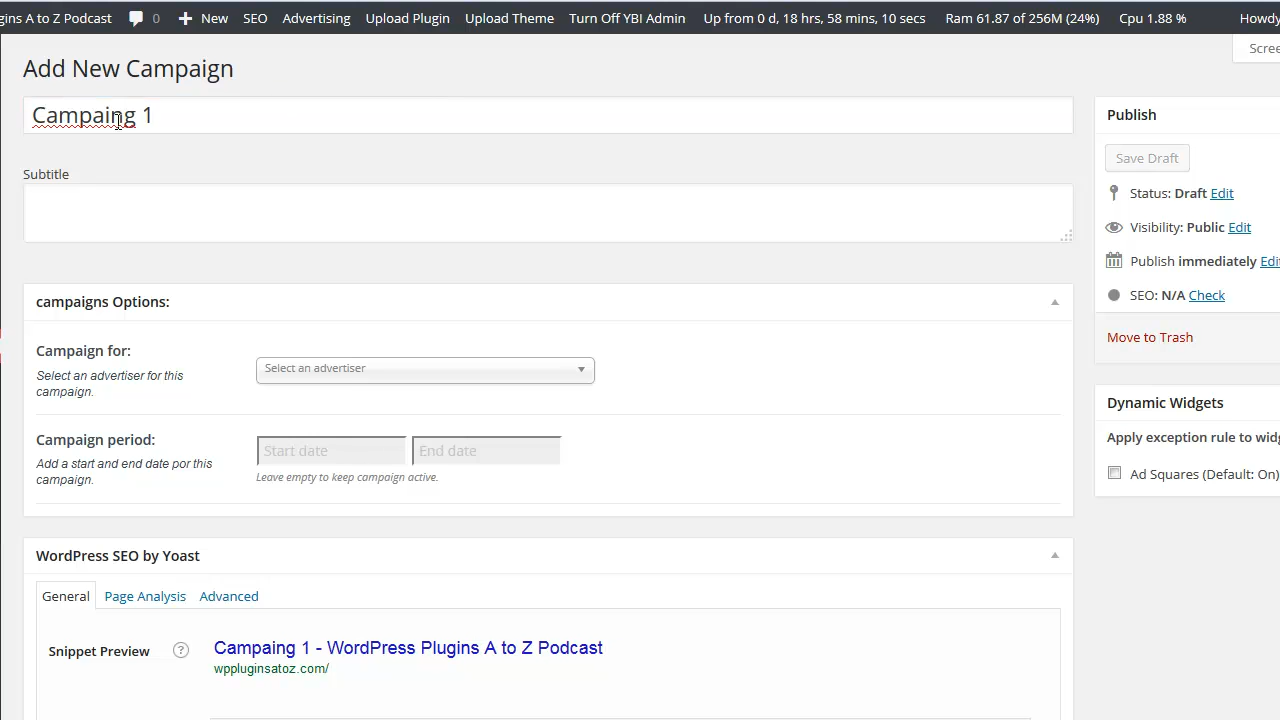 ins A to Z Podcast 0 New SEO Advertising Upload Plugin Upload Theme Turn Off YBI Admin Up from 0 d, 18 hrs, 58 mins, 10 secs Ram 61.87 of 256M (24%) Cpu 1.88 % Howdy
Scree
Add New Campaign
Campaing 1
Publish
Save Draft
Subtitle
Status: Draft Edit
Visibility: Public Edit
Publish immediately Edit
SEO: N/A Check
Move to Trash
campaigns Options:
Campaign for:
Select an advertiser for this
campaign.
Select an advertiser
Dynamic Widgets
Apply exception rule to widg
Ad Squares (Default: On)
Campaign period:
Add a start and end date por this
campaign.
Start date End date
Leave empty to keep campaign active.
WordPress SEO by Yoast
General Page Analysis Advanced
Snippet Preview ? Campaing 1 - WordPress Plugins A to Z Podcast
wppluginsatoz.com/